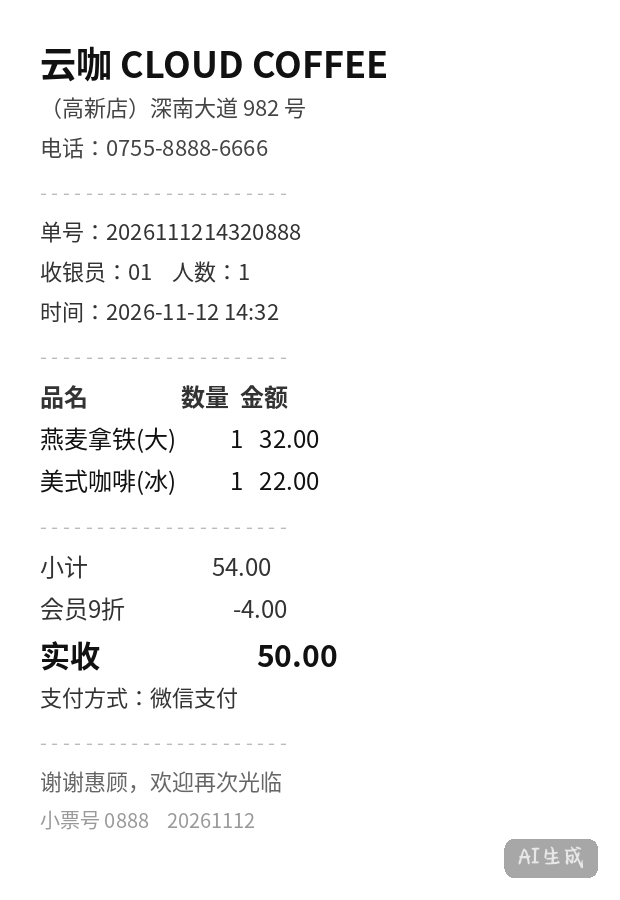 云咖 CLOUD COFFEE
（高新店）深南大道 982 号
电话：0755-8888-6666
---------------------
单号：2026111214320888
收银员：01 人数：1
时间：2026-11-12 14:32
---------------------
品名 数量 金额
燕麦拿铁(大) 1 32.00
美式咖啡(冰) 1 22.00
---------------------
小计 54.00
会员9折 -4.00
实收 50.00
支付方式：微信支付
---------------------
谢谢惠顾，欢迎再次光临
小票号 0888 20261112
AI生成